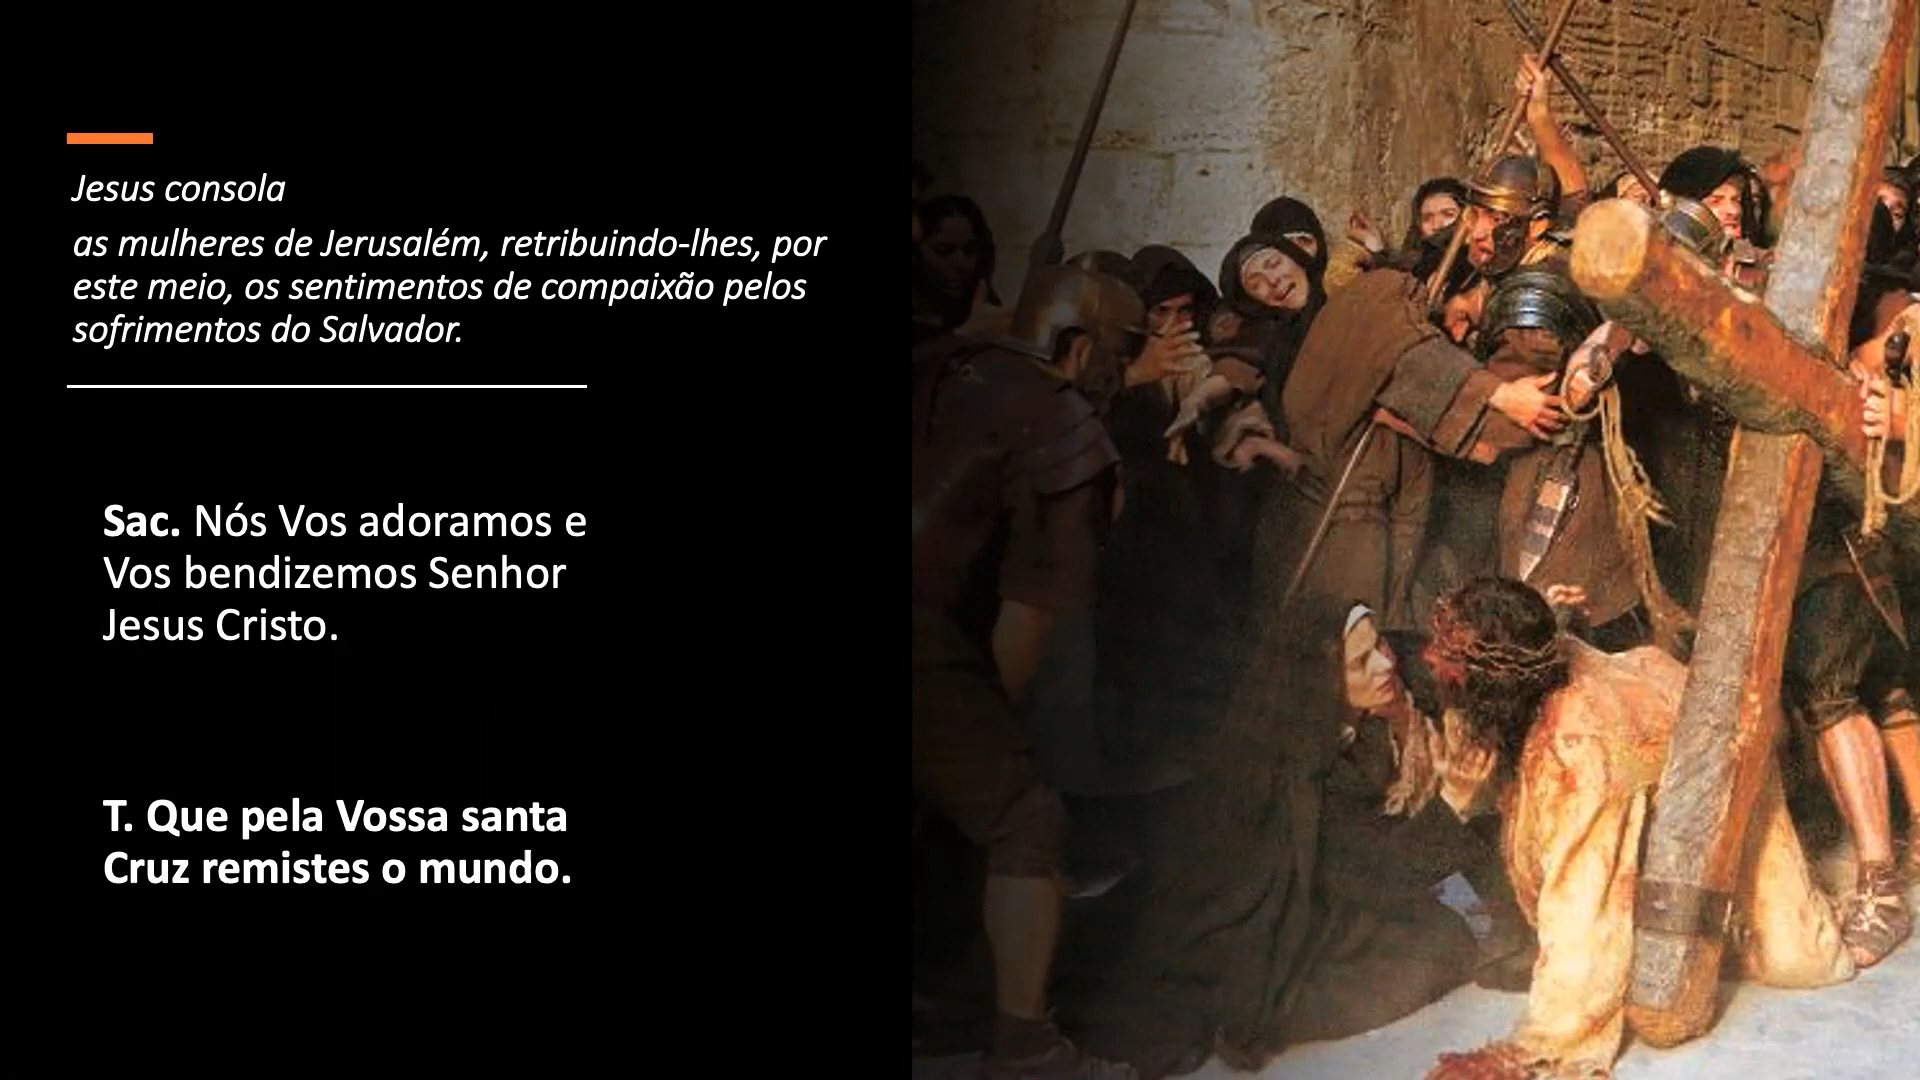 Jesus consola
as mulheres de Jerusalém, retribuindo-lhes, por
este meio, os sentimentos de compaixão pelos
sofrimentos do Salvador.
Sac. Nós Vos adoramos e
Vos bendizemos Senhor
Jesus Cristo.
T. Que pela Vossa santa
Cruz remistes o mundo.